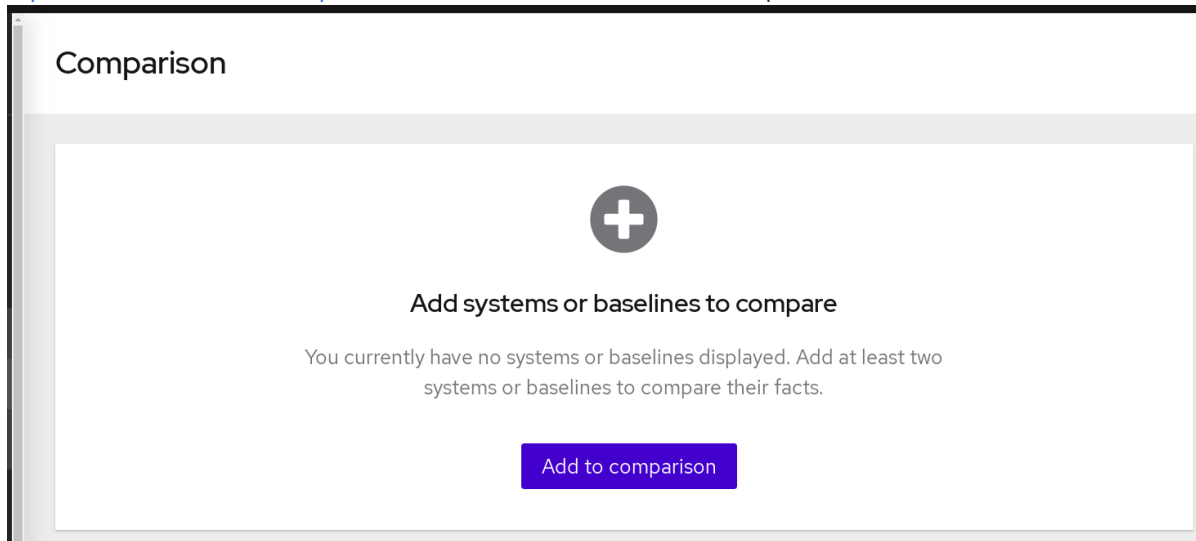 Comparison
Add systems or baselines to compare
You currently have no systems or baselines displayed. Add at least two
systems or baselines to compare their facts.
Add to comparison